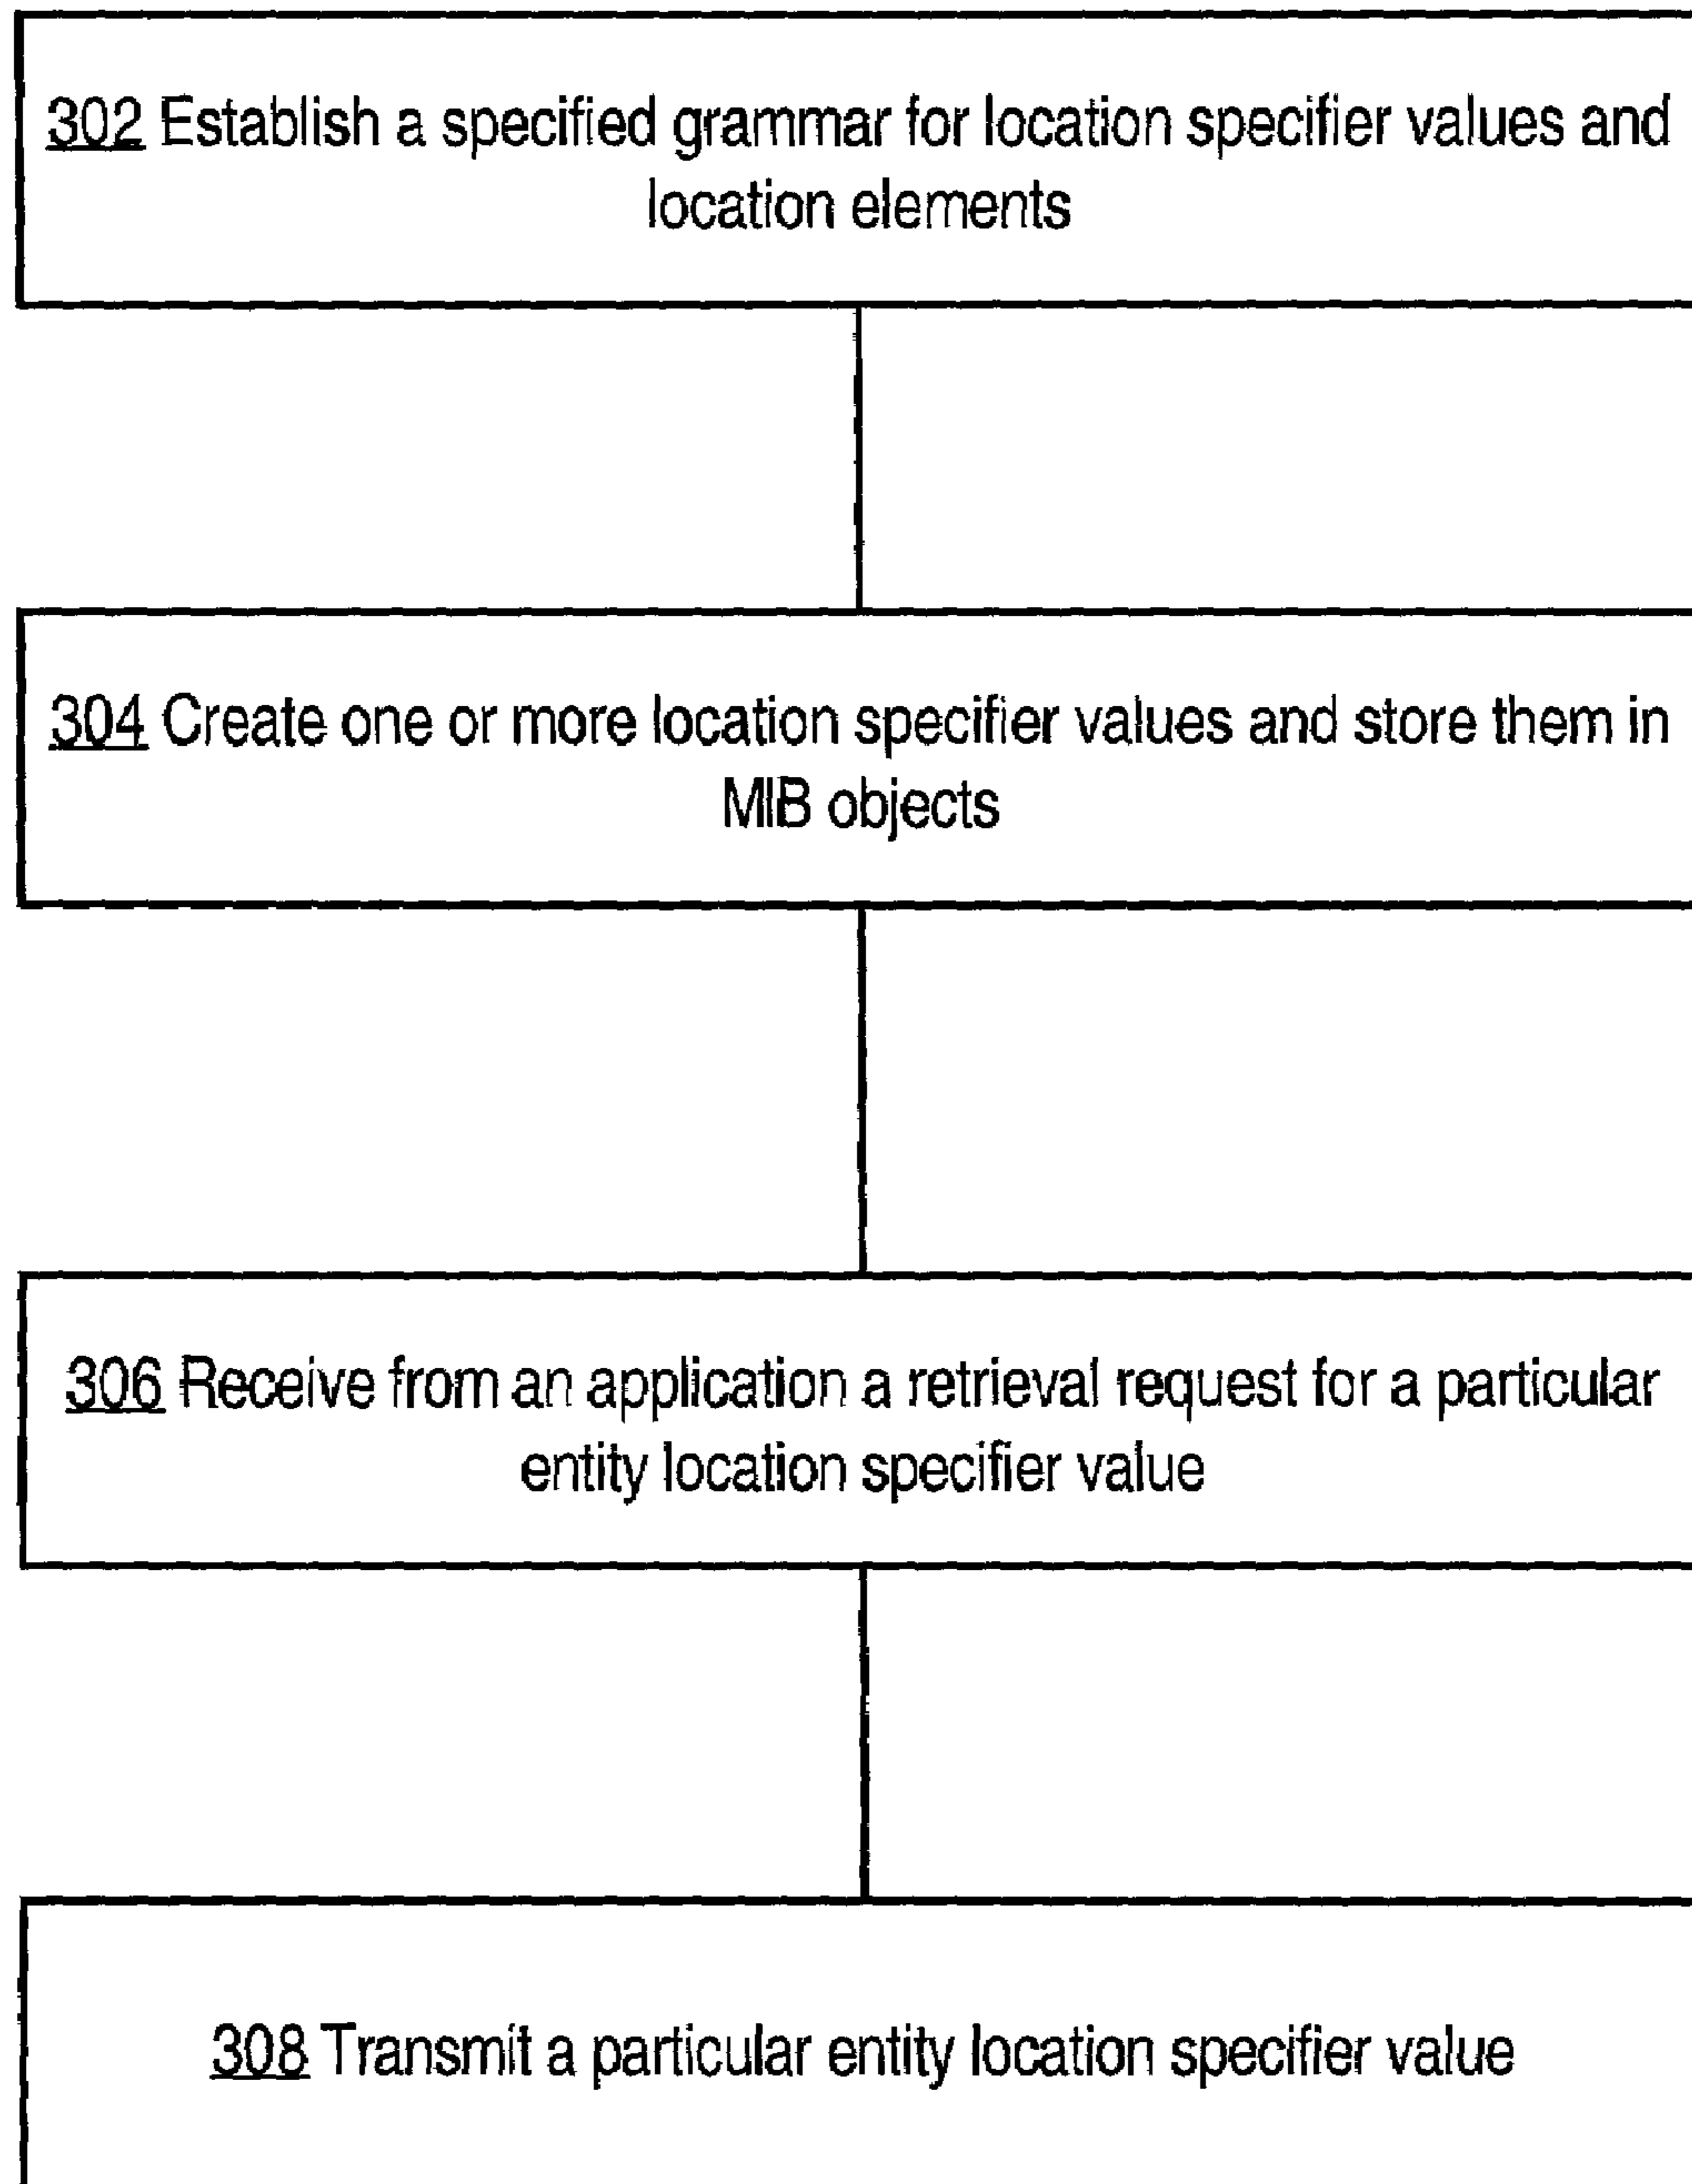 302 Establish a specified grammar for location specifier values and
location elements
304 Create one or more location specifier values and store them in
MIB objects
306 Receive from an application a retrieval request for a particular
entity location specifier value
308 Transmit a particular entity location specifier value